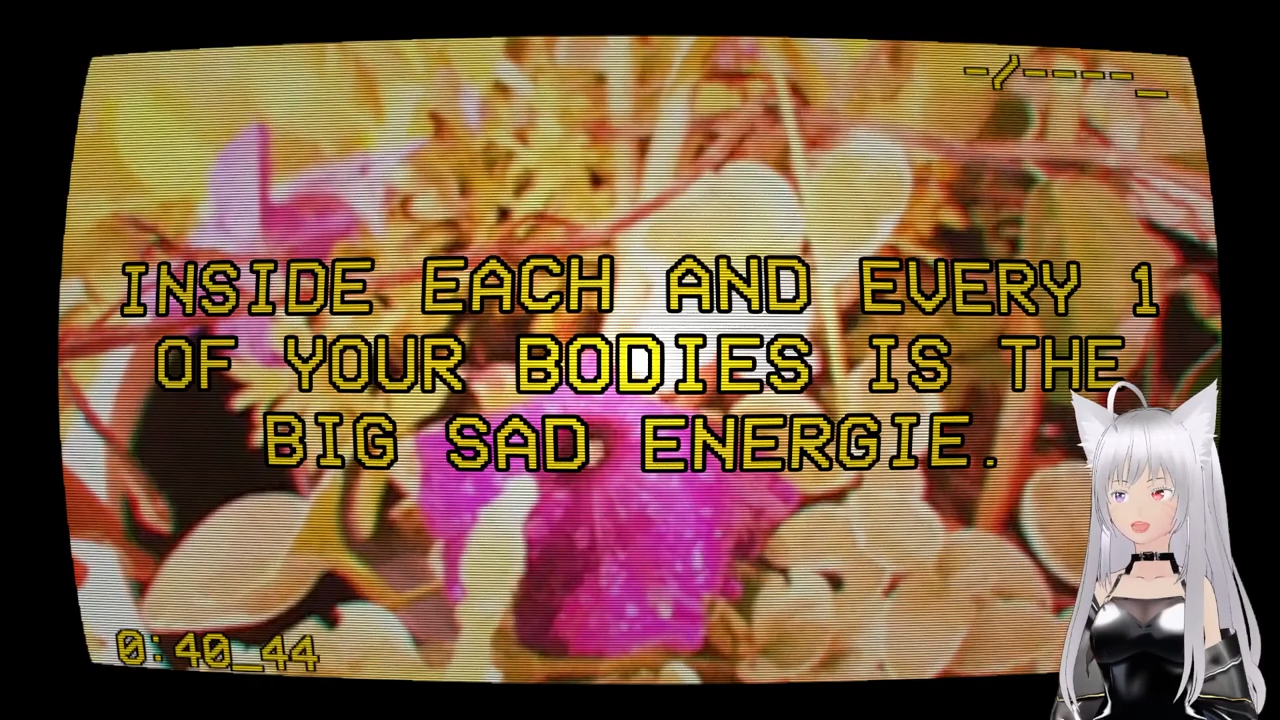 -/----_
INSIDE EACH AND EVERY 1
OF YOUR BODIES IS THE
BIG SAD ENERGIE.
0:40_44